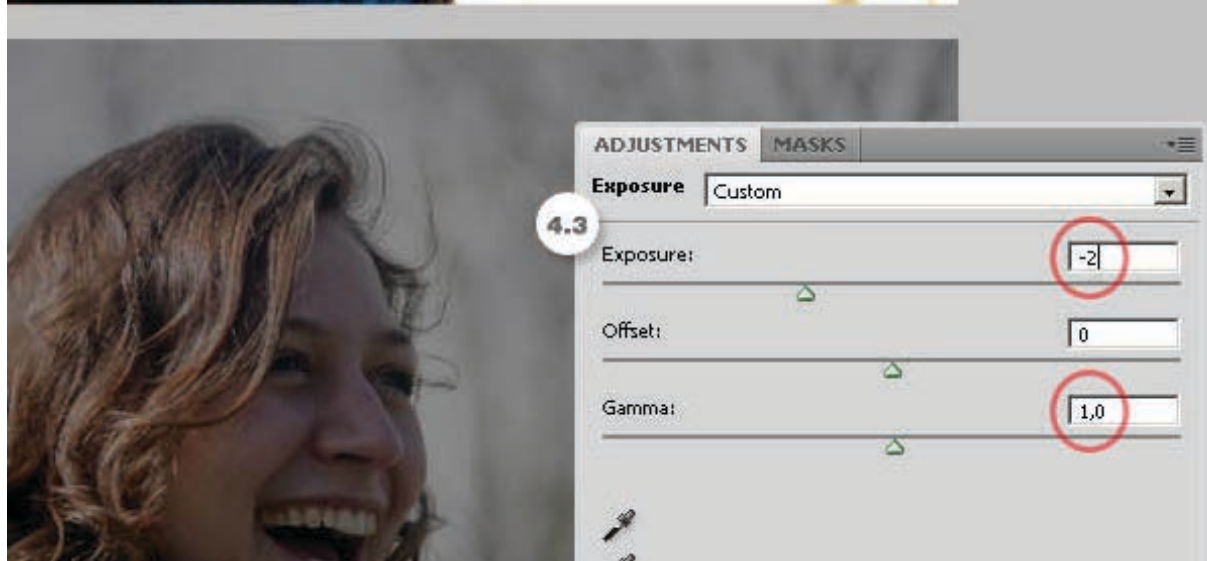 ADJUSTMENTS MASKS
Exposure Custom
4.3
Exposure: -2
Offset: 0
Gamma: 1,0